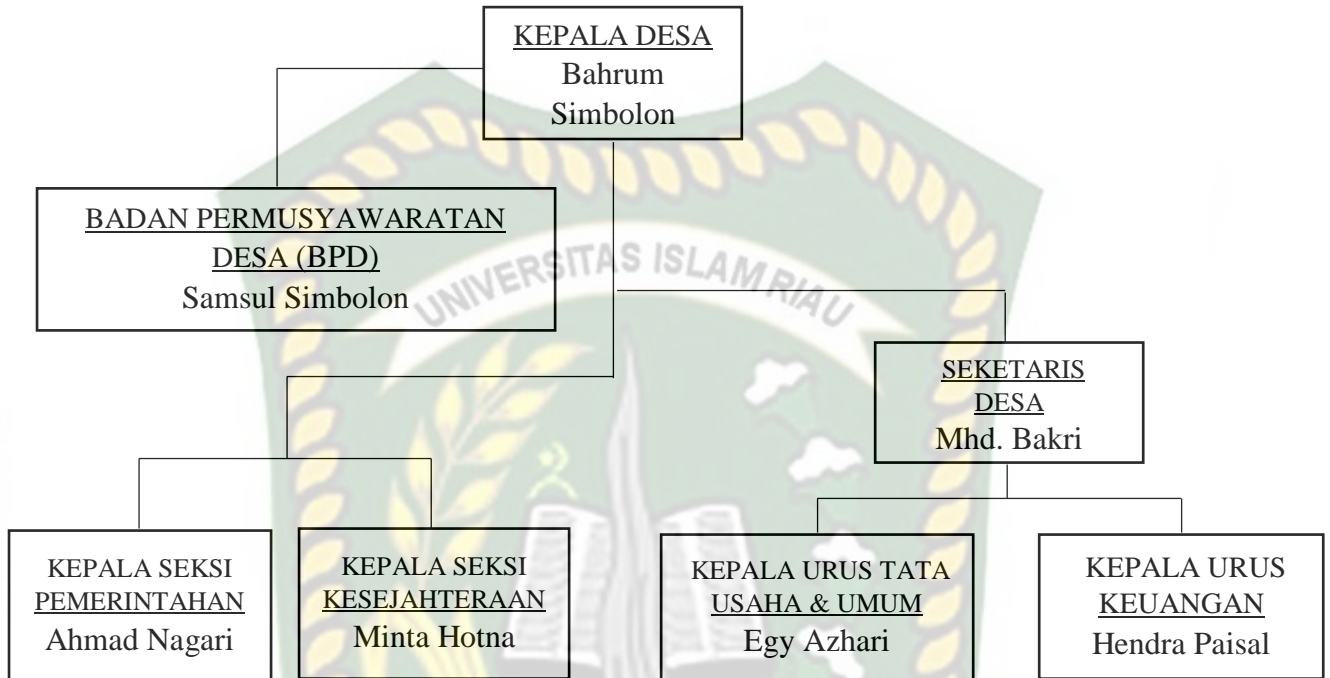 KEPALA DESA
Bahrum
Simbolon
BADAN PERMUSYAWARATAN
DESA (BPD)
Samsul Simbolon
UNIVERSITAS ISLAM RIAU
SEKETARIS
DESA
Mhd. Bakri
KEPALA SEKSI
PEMERINTAHAN
Ahmad Nagari
KEPALA SEKSI
KESEJAHTERAAN
Minta Hotna
KEPALA URUS TATA
USAHA & UMUM
Egy Azhari
KEPALA URUS
KEUANGAN
Hendra Paisal